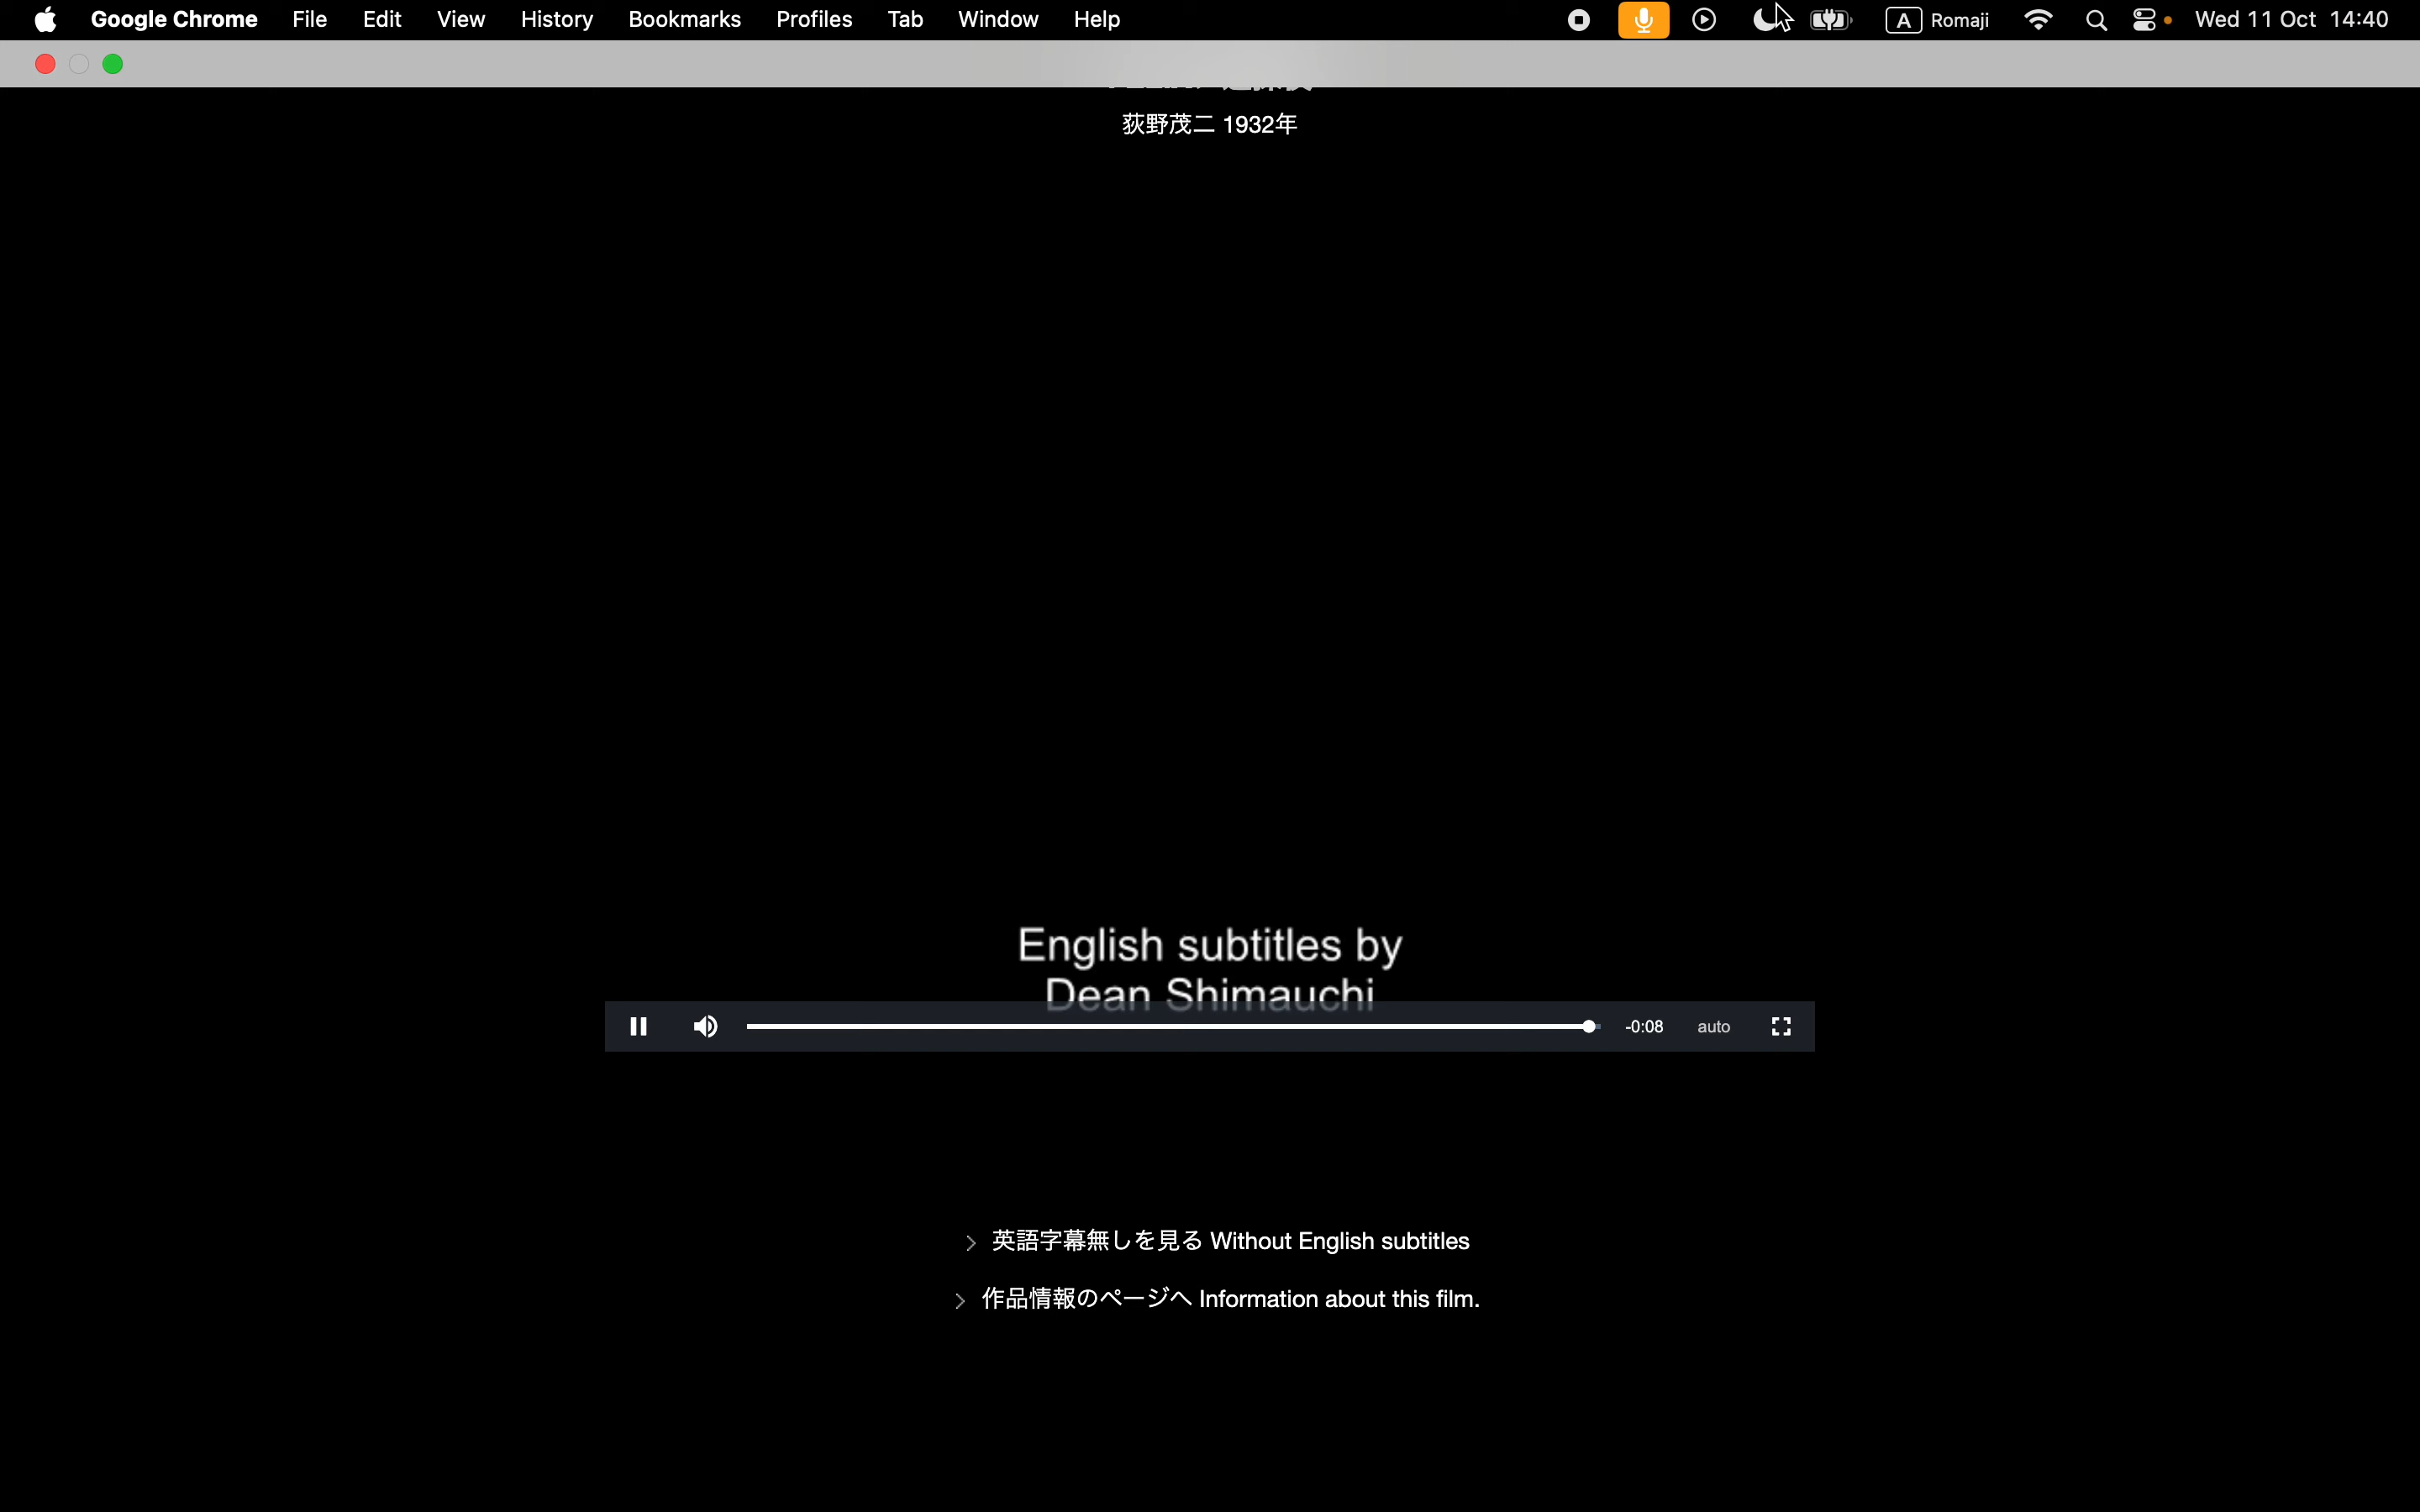 Google Chrome File Edit View History Bookmarks Profiles Tab Window Help A Romaji Wed 11 Oct 14:40
荻野茂二 1932年
English subtitles by
Dean Shimauchi
-0:08 auto
英語字幕無しを見る Without English subtitles
作品情報のページへ Information about this film.